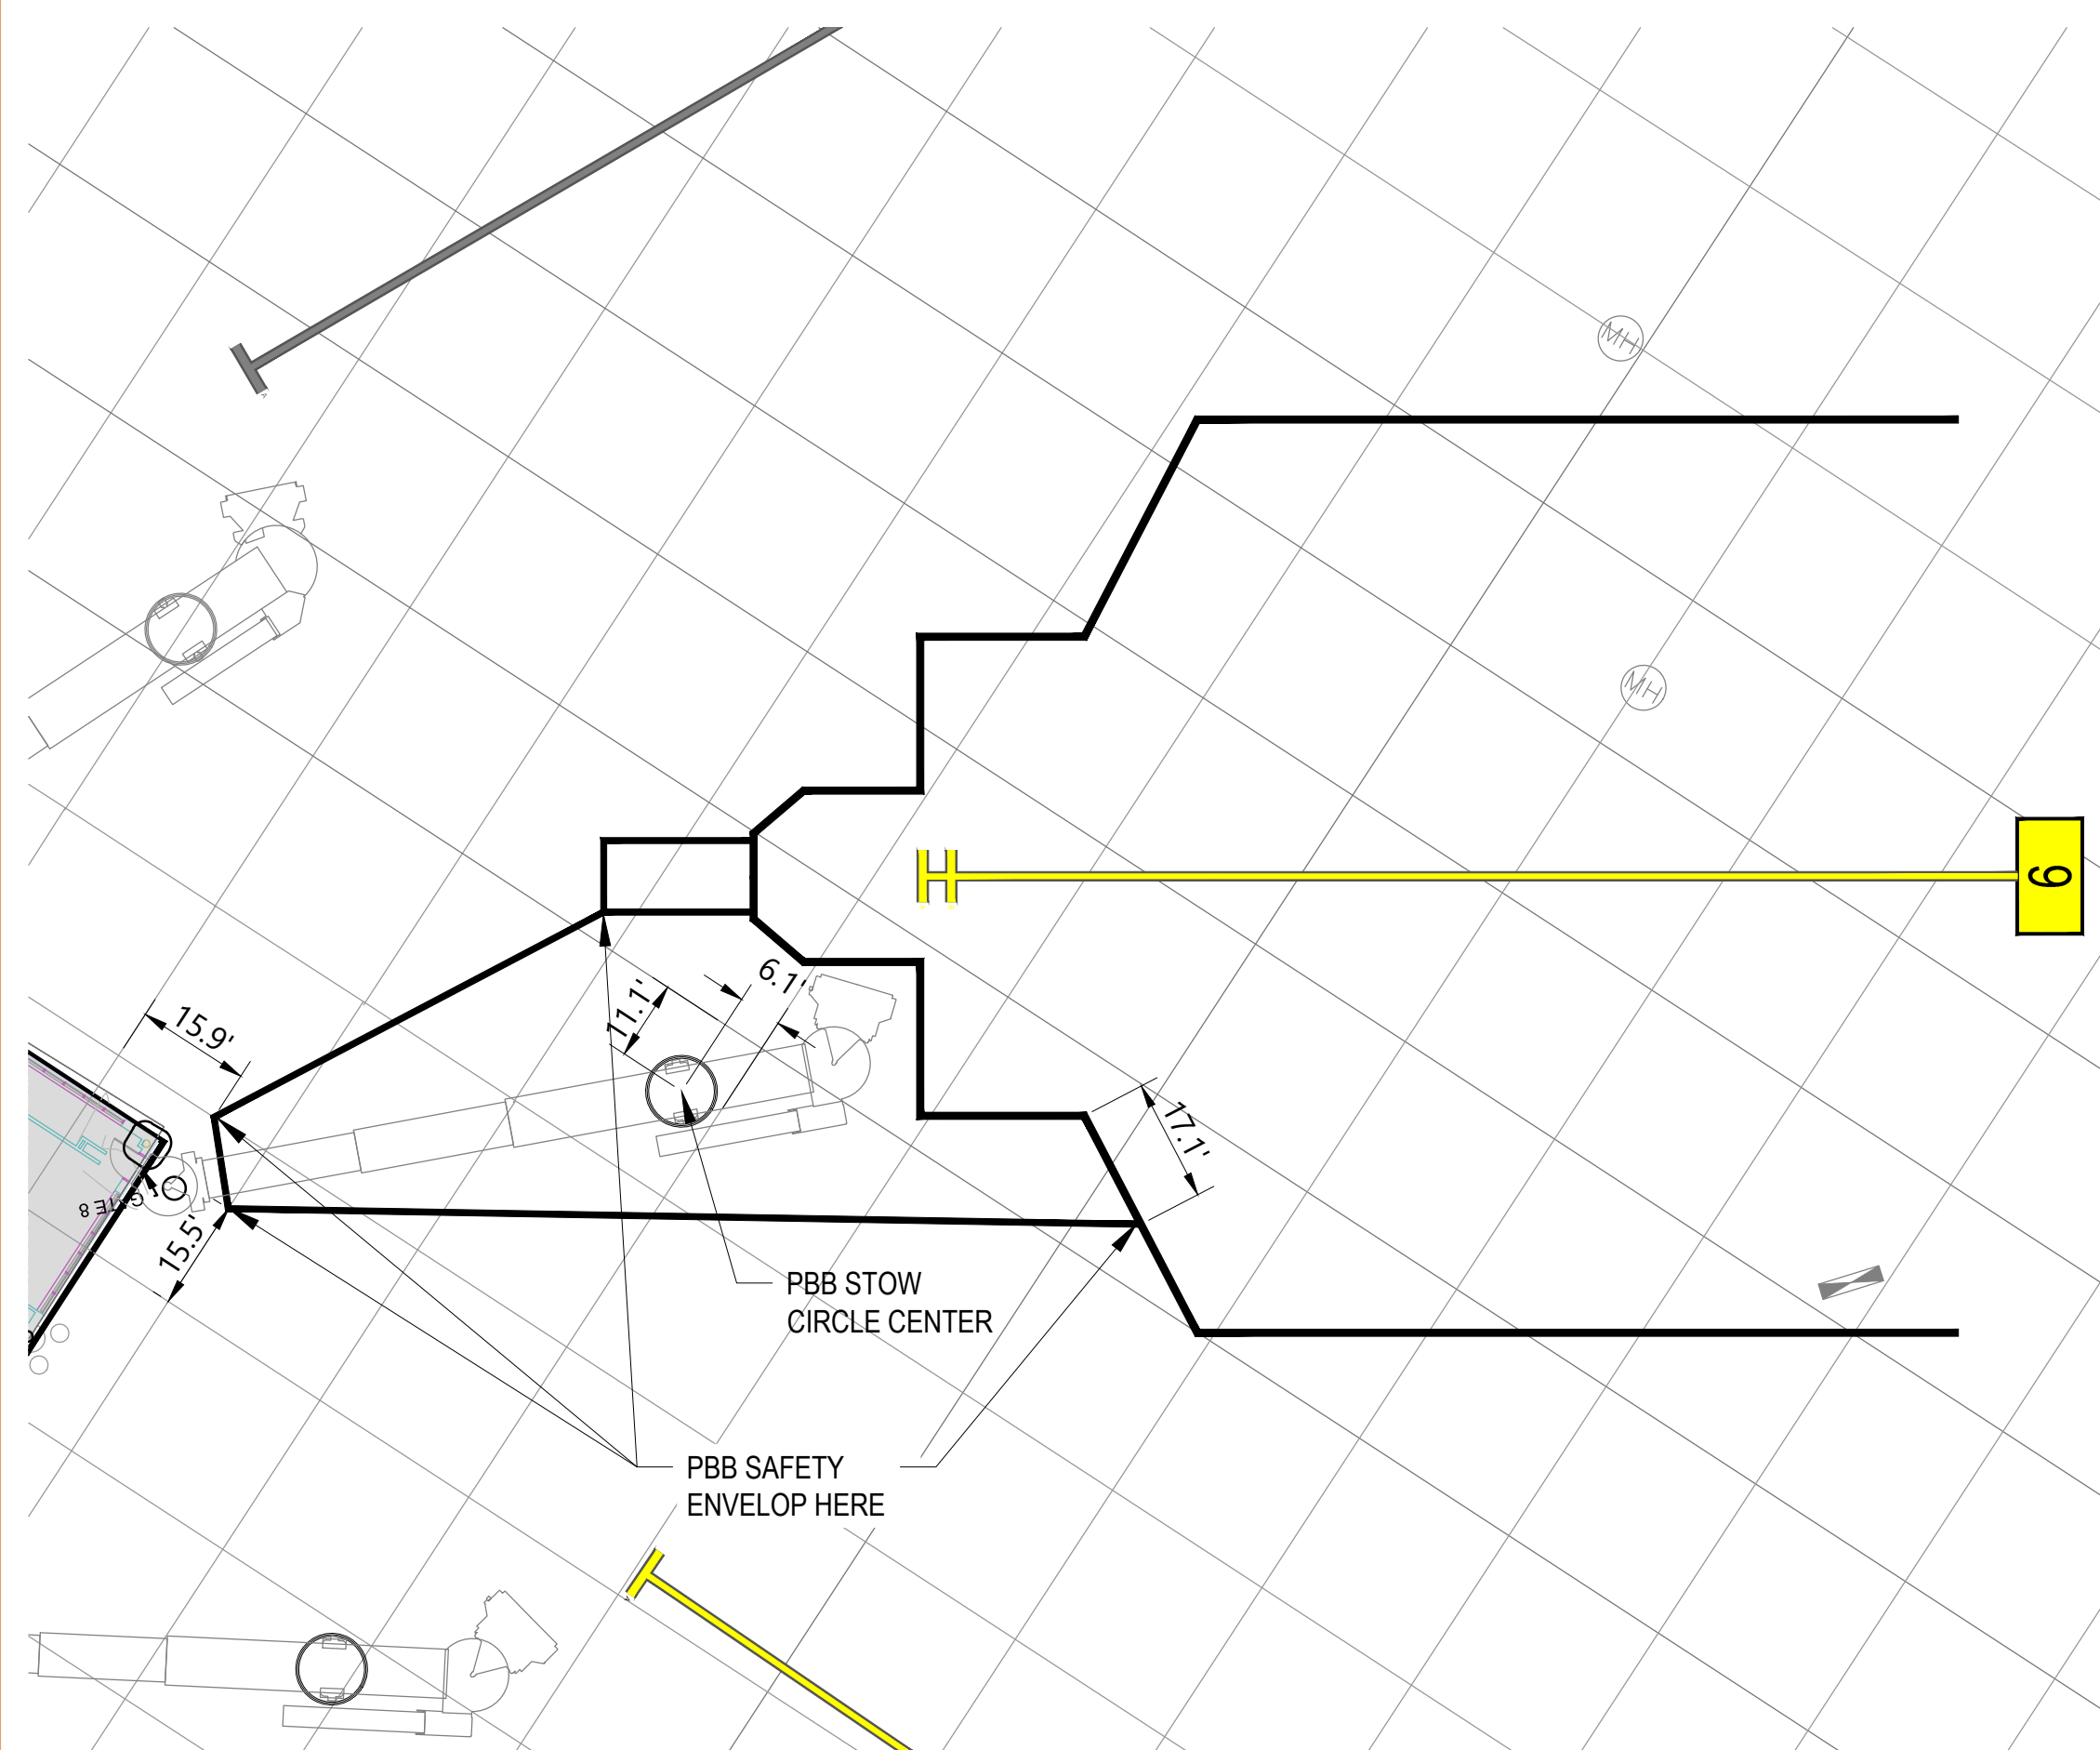 MH
MH
6
6.1'
11.1'
15.9'
17.1'
GATE 8
15.5'
PBB STOW
CIRCLE CENTER
PBB SAFETY
ENVELOP HERE